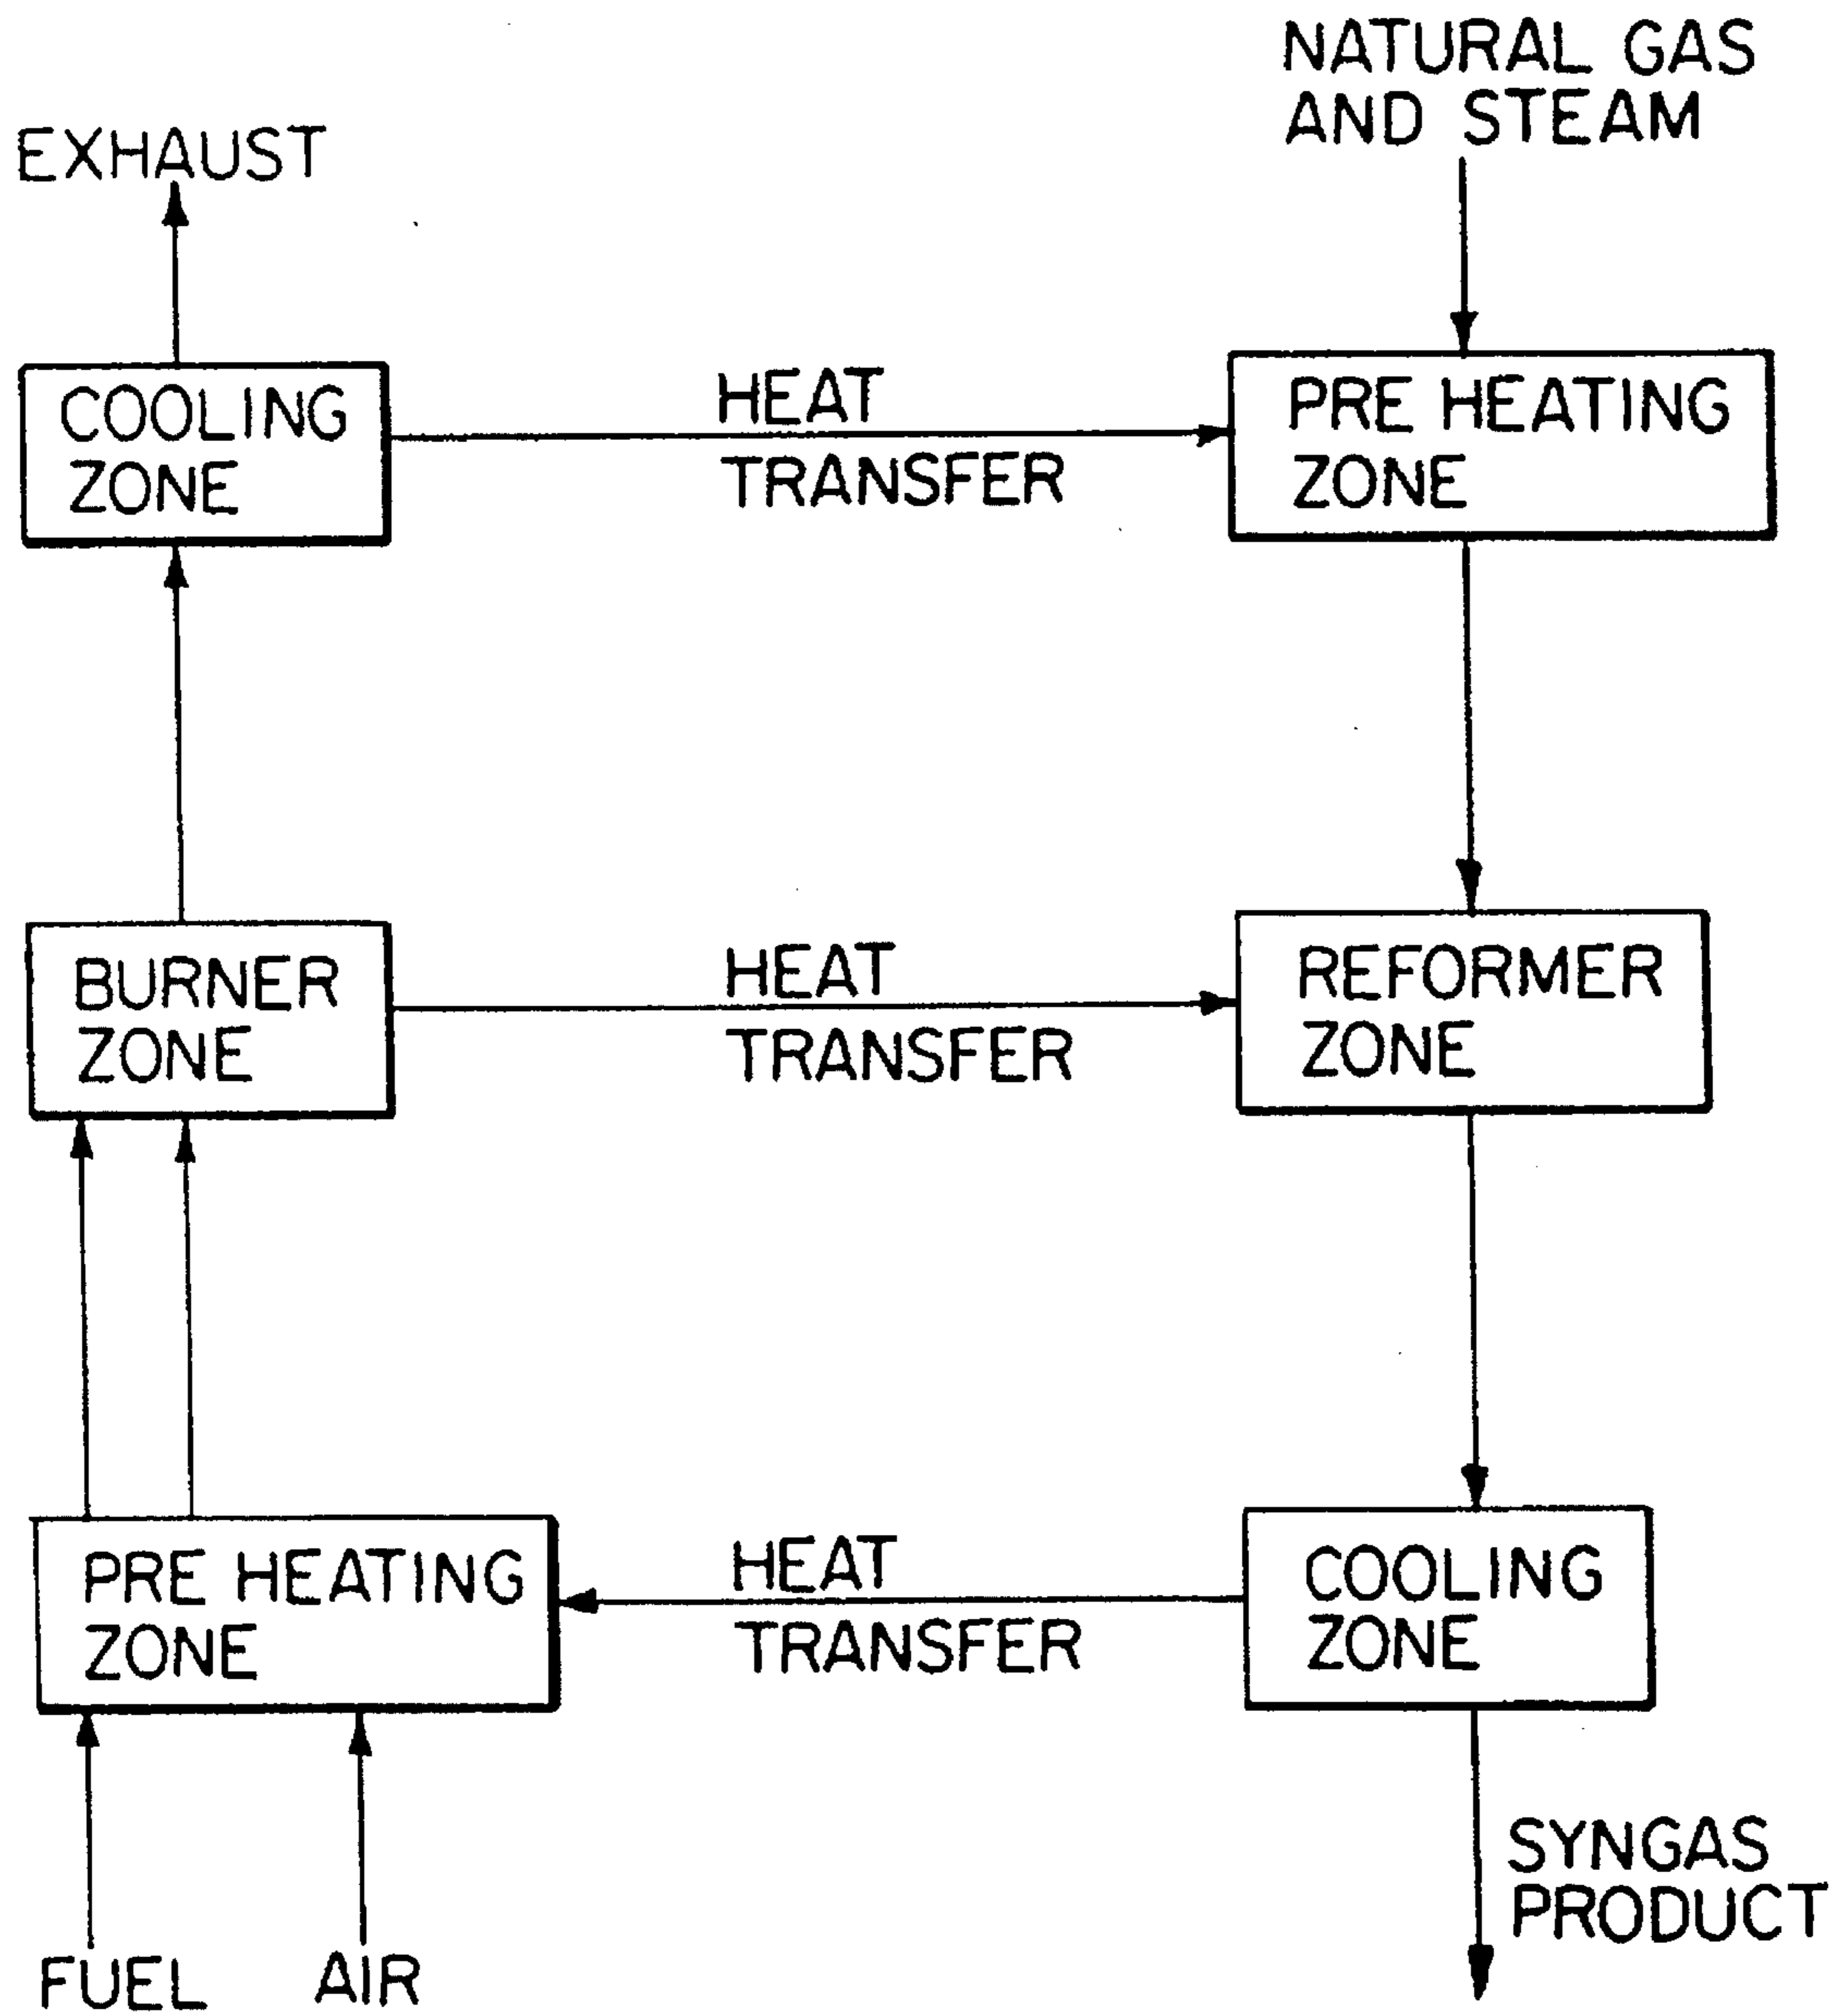 NATURAL GAS
AND STEAM
EXHAUST
COOLING
ZONE
HEAT
TRANSFER
PRE HEATING
ZONE
BURNER
ZONE
HEAT
TRANSFER
REFORMER
ZONE
PRE HEATING
ZONE
HEAT
TRANSFER
COOLING
ZONE
SYNGAS
PRODUCT
FUEL
AIR